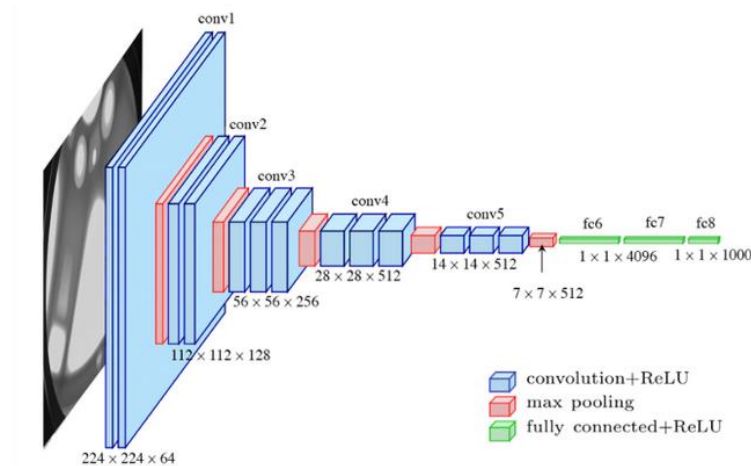 conv1
conv2
conv3
conv4
conv5
fc6
fc7
fc8
1 × 1 × 4096
1 × 1 × 1000
14 × 14 × 512
28 × 28 × 512
7 × 7 × 512
56 × 56 × 256
112 × 112 × 128
224 × 224 × 64
convolution+ReLU
max pooling
fully connected+ReLU